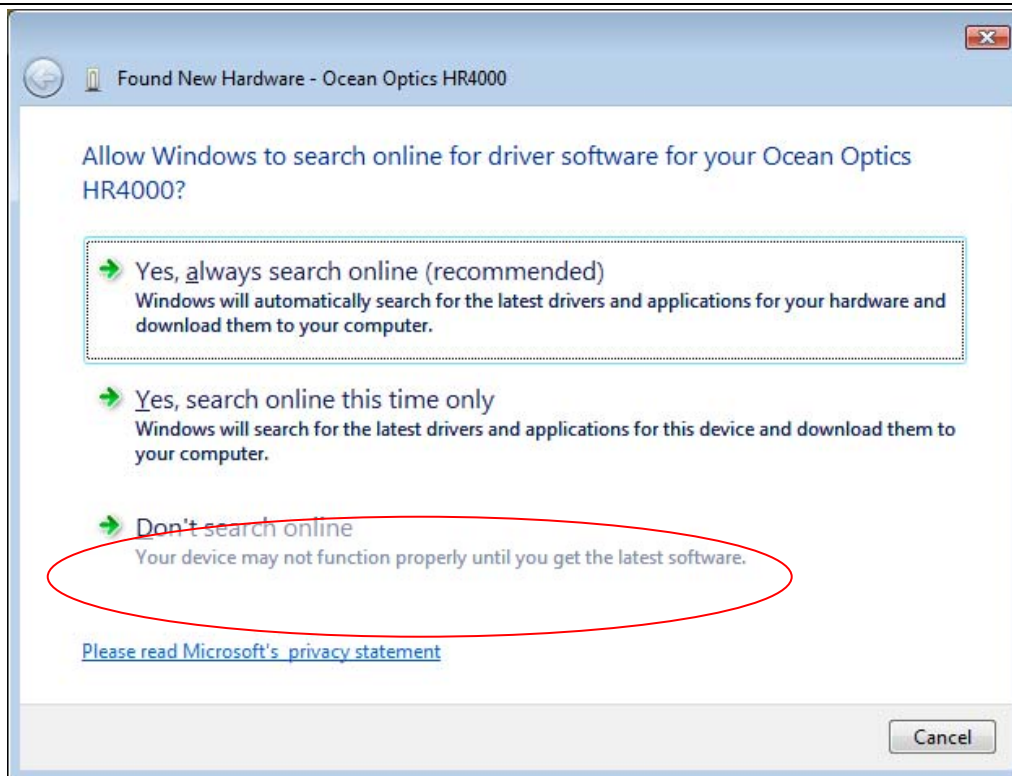 Found New Hardware - Ocean Optics HR4000
Allow Windows to search online for driver software for your Ocean Optics
HR4000?
Yes, always search online (recommended)
Windows will automatically search for the latest drivers and applications for your hardware and
download them to your computer.
Yes, search online this time only
Windows will search for the latest drivers and applications for this device and download them to
your computer.
Don't search online
Your device may not function properly until you get the latest software.
Please read Microsoft's privacy statement
Cancel